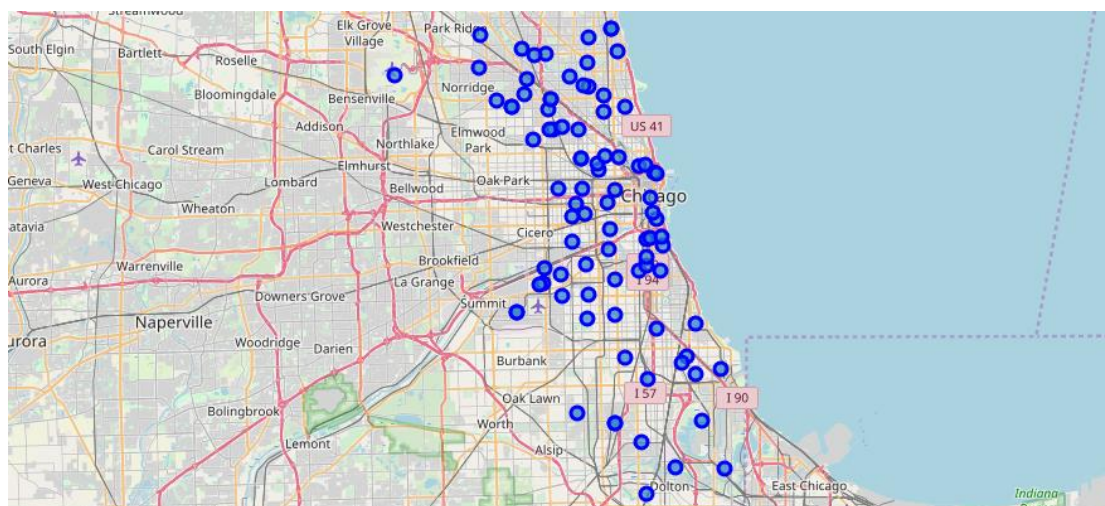 Streamwood
Elk Grove
Village
Park Ridge
South Elgin
Bartlett
Roselle
Norridge
Bensenville
Bloomingdale
US 41
Addison
Elmwood
Park
Northlake
t Charles
Carol Stream
Elmhurst
Geneva
West Chicago
Lombard
Bellwood
Oak Park
Chicago
Wheaton
atavia
Westchester
Cicero
Brookfield
Warrenville
Aurora
La Grange
I 94
Downers Grove
Summit
Naperville
urora
Woodridge
Darien
Burbank
I 57
I 90
Oak Lawn
Bolingbrook
Worth
Lemont
Alsip
Dolton
East Chicago
Indiana